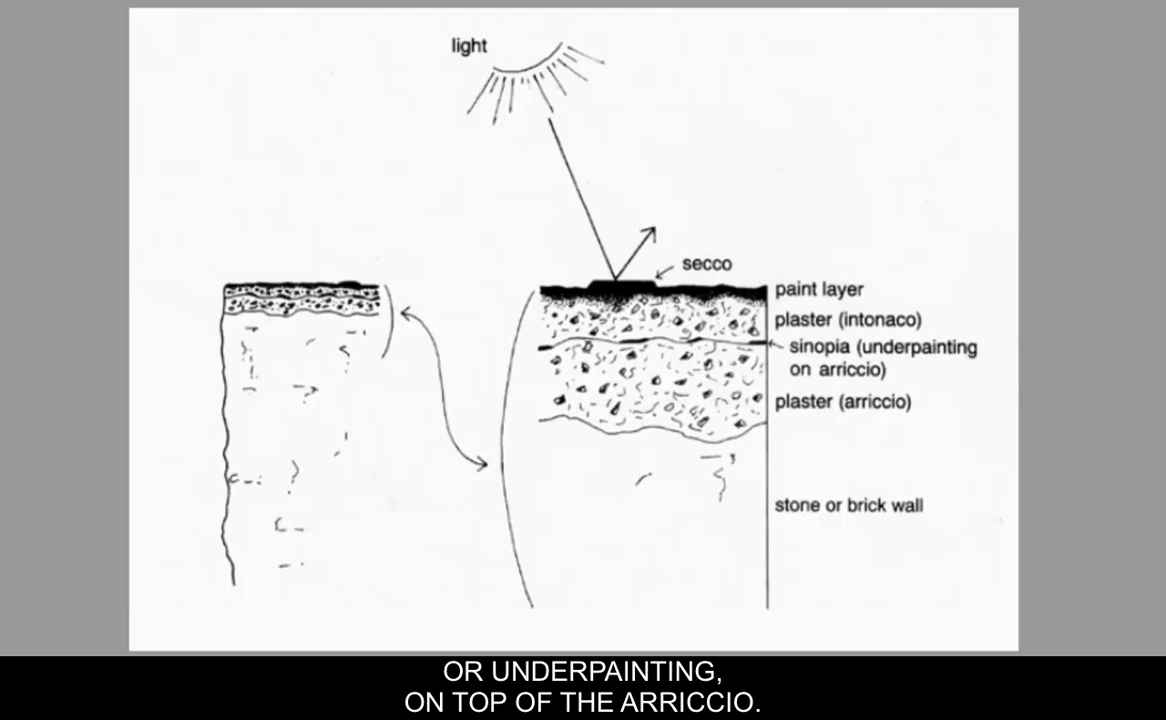 light
secco
paint layer
plaster (intonaco)
sinopia (underpainting
on arriccio)
plaster (arriccio)
stone or brick wall
OR UNDERPAINTING,
ON TOP OF THE ARRICCIO.